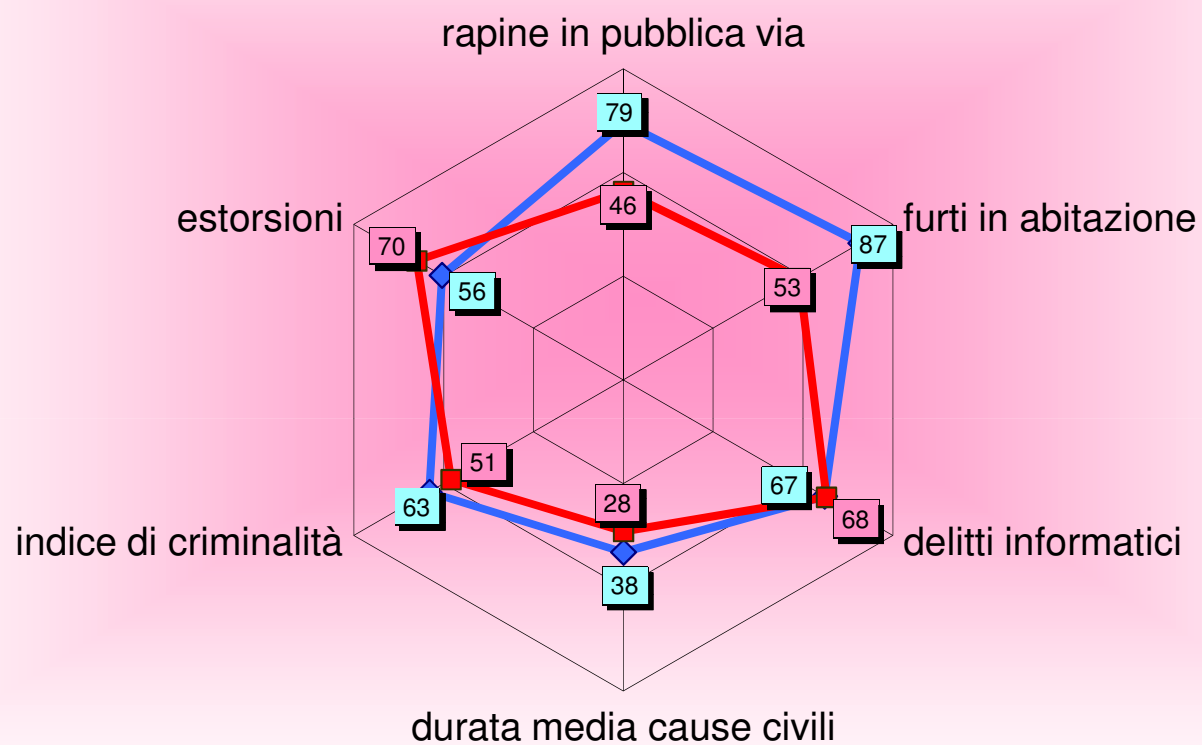 rapine in pubblica via
79
46
estorsioni
furti in abitazione
70
87
56
53
51
67
63
28
68
indice di criminalità
delitti informatici
38
durata media cause civili